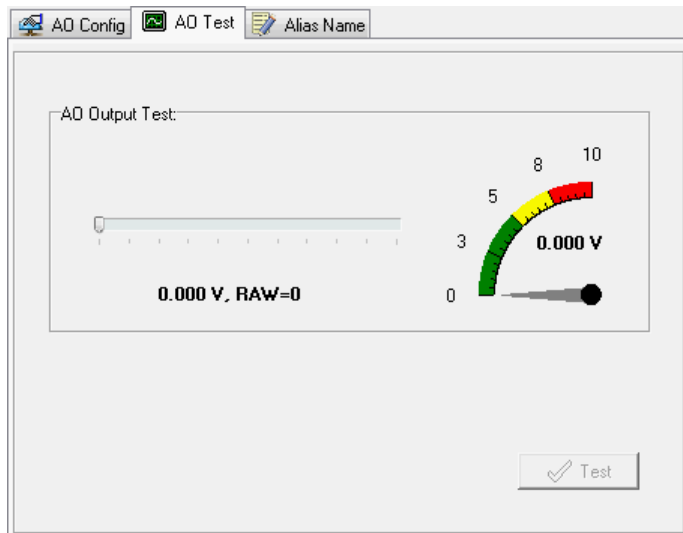 AO Config
AO Test
Alias Name
AO Output Test:
10
8
5
3
0.000 V
0
0.000 V, RAW=0
Test